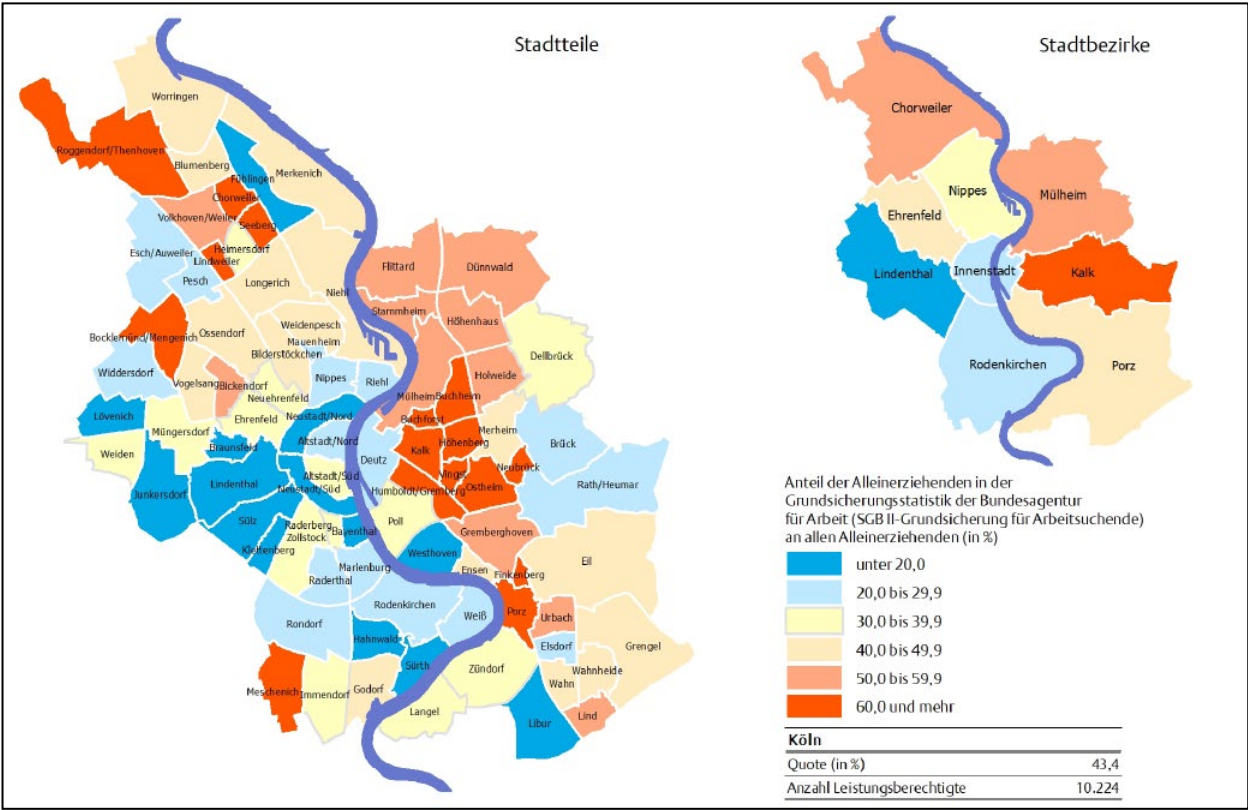 Stadtteile
Stadtbezirke
Worringen
Roggendorf/Thenhoven
Blumenberg
Fühlingen
Merkenich
Chorweiler
Volkhoven/Weiler
Seeberg
Heimersdorf
Esch/Auweiler
Lindweiler
Pesch
Longerich
Niehl
Flittard
Dünnwald
Stammheim
Höhenhaus
Ossendorf
Weidenpesch
Bocklemünd/Mengenich
Mauenheim
Bilderstöckchen
Dellbrück
Widdersdorf
Vogelsang
Bickendorf
Nippes
Riehl
Holweide
Neuehrenfeld
Mülheim
Buchheim
Lövenich
Ehrenfeld
Neustadt/Nord
Buchforst
Müngersdorf
Merheim
Weiden
Braunsfeld
Altstadt/Nord
Kalk
Höhenberg
Brück
Deutz
Neubrück
Junkersdorf
Lindenthal
Altstadt/Süd
Vingst
Ostheim
Rath/Heumar
Neustadt/Süd
Humboldt/Gremberg
Sülz
Raderberg
Zollstock
Bayenthal
Poll
Gremberghoven
Klettenberg
Westhoven
Eil
Marienburg
Raderthal
Ensen
Finkenberg
Rodenkirchen
Weiß
Porz
Urbach
Rondorf
Hahnwald
Elsdorf
Grengel
Sürth
Zündorf
Wahnheide
Wahn
Meschenich
Immendorf
Godorf
Langel
Libur
Lind
Chorweiler
Nippes
Mülheim
Ehrenfeld
Lindenthal
Innenstadt
Kalk
Rodenkirchen
Porz
Anteil der Alleinerziehenden in der
Grundsicherungsstatistik der Bundesagentur
für Arbeit (SGB II-Grundsicherung für Arbeitsuchende)
an allen Alleinerziehenden (in %)
unter 20,0
20,0 bis 29,9
30,0 bis 39,9
40,0 bis 49,9
50,0 bis 59,9
60,0 und mehr
Köln
Quote (in %) 43,4
Anzahl Leistungsberechtigte 10.224